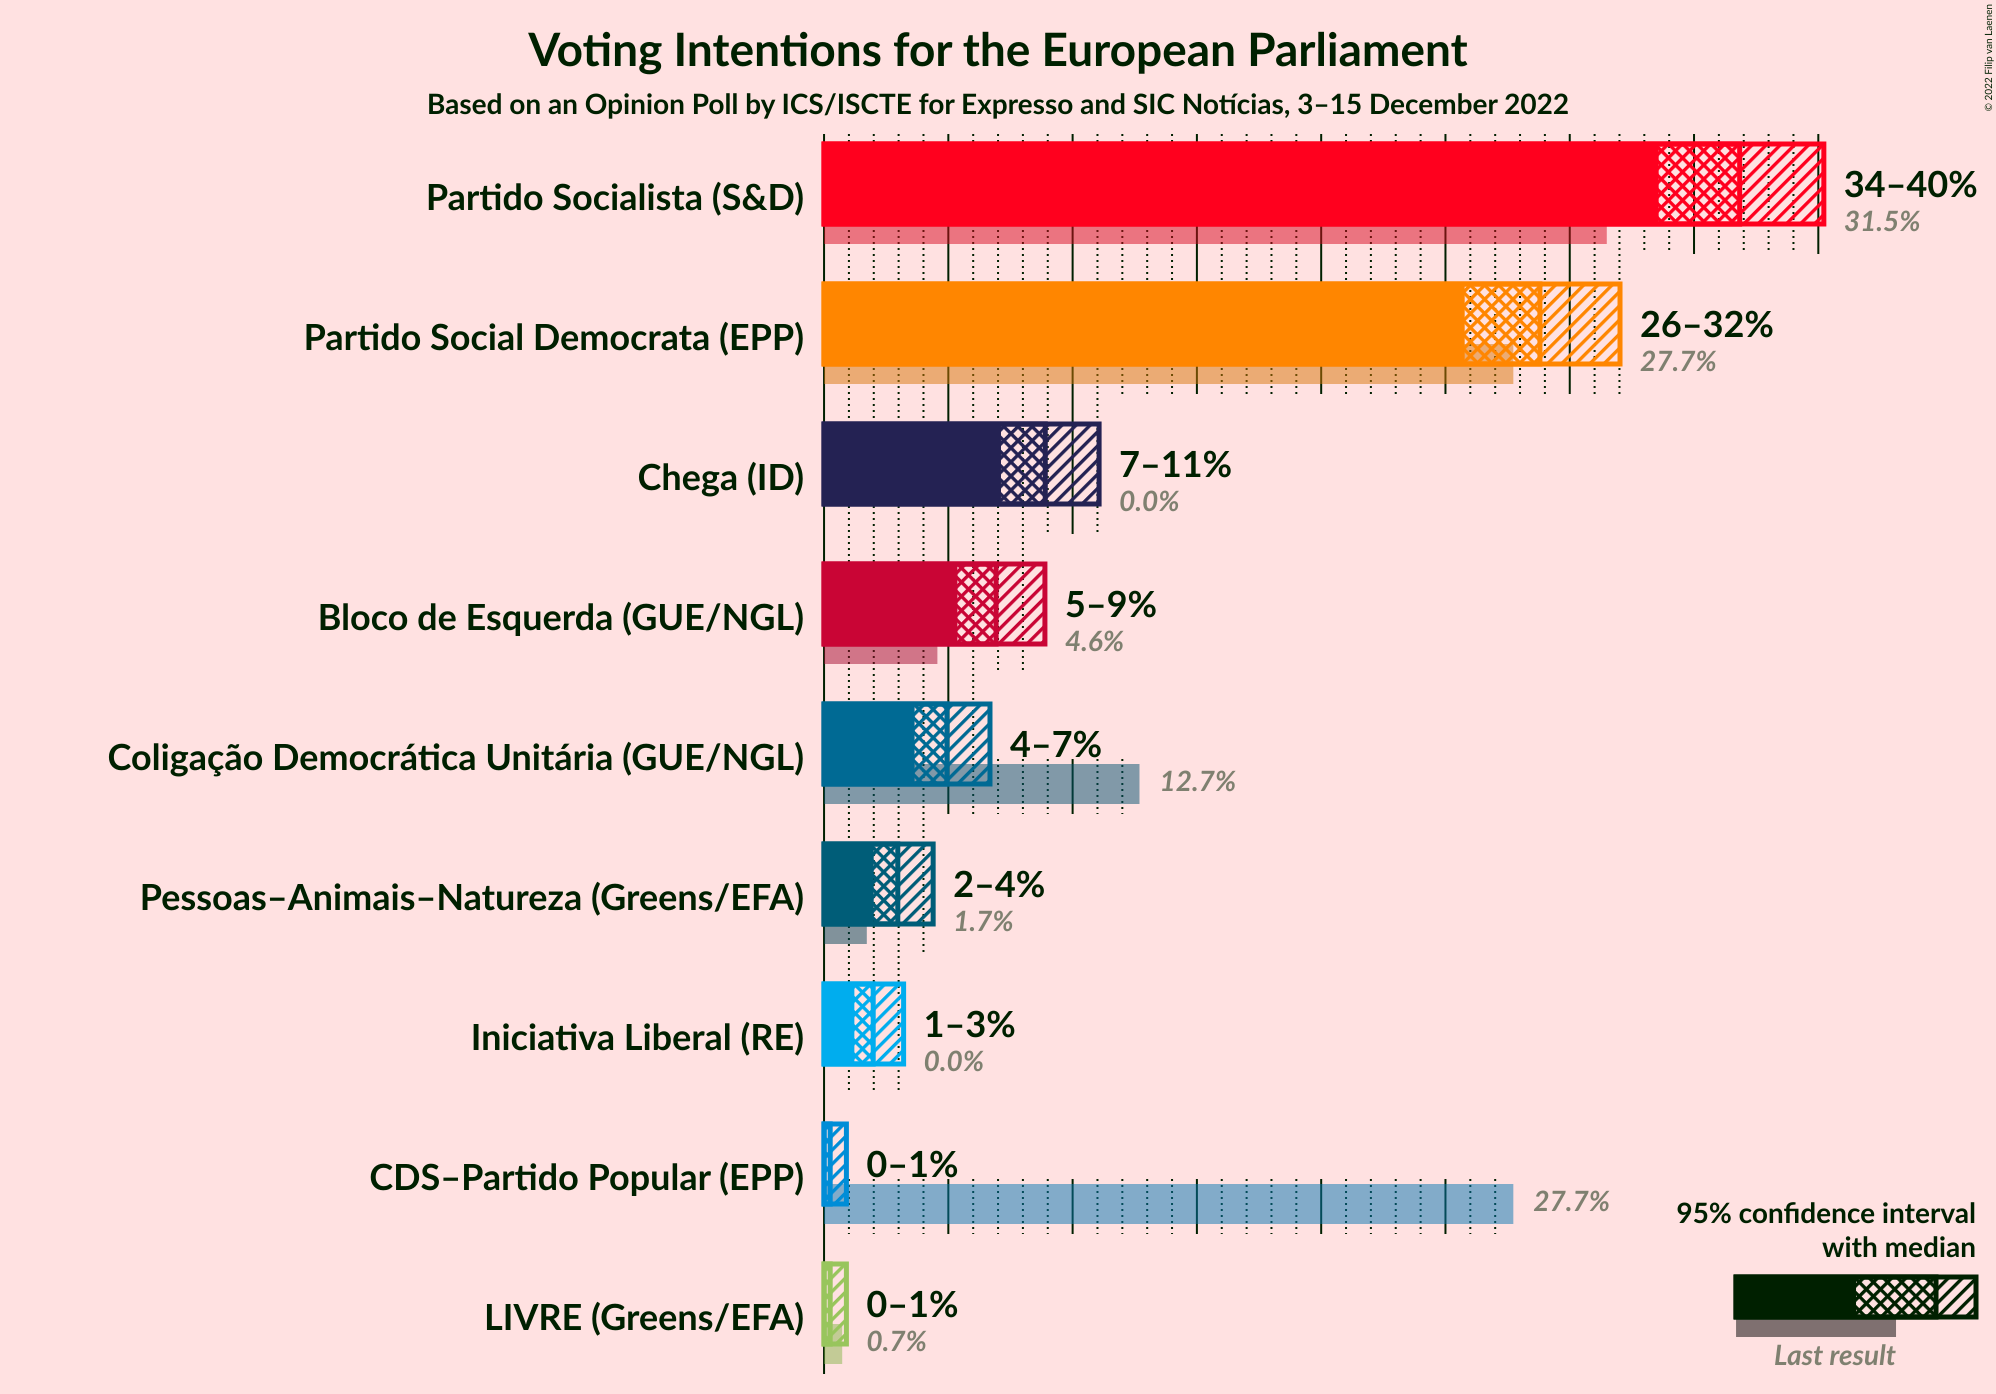 Voting Intentions for the European Parliament
Based on an Opinion Poll by ICS/ISCTE for Expresso and SIC Notícias, 3–15 December 2022
© 2022 Filip van Laenen
Partido Socialista (S&D)
34–40%
31.5%
Partido Social Democrata (EPP)
26–32%
27.7%
Chega (ID)
7–11%
0.0%
Bloco de Esquerda (GUE/NGL)
5–9%
4.6%
Coligação Democrática Unitária (GUE/NGL)
4–7%
12.7%
Pessoas–Animais–Natureza (Greens/EFA)
2–4%
1.7%
Iniciativa Liberal (RE)
1–3%
0.0%
CDS–Partido Popular (EPP)
0–1%
27.7%
LIVRE (Greens/EFA)
0–1%
0.7%
95% confidence interval
with median
Last result